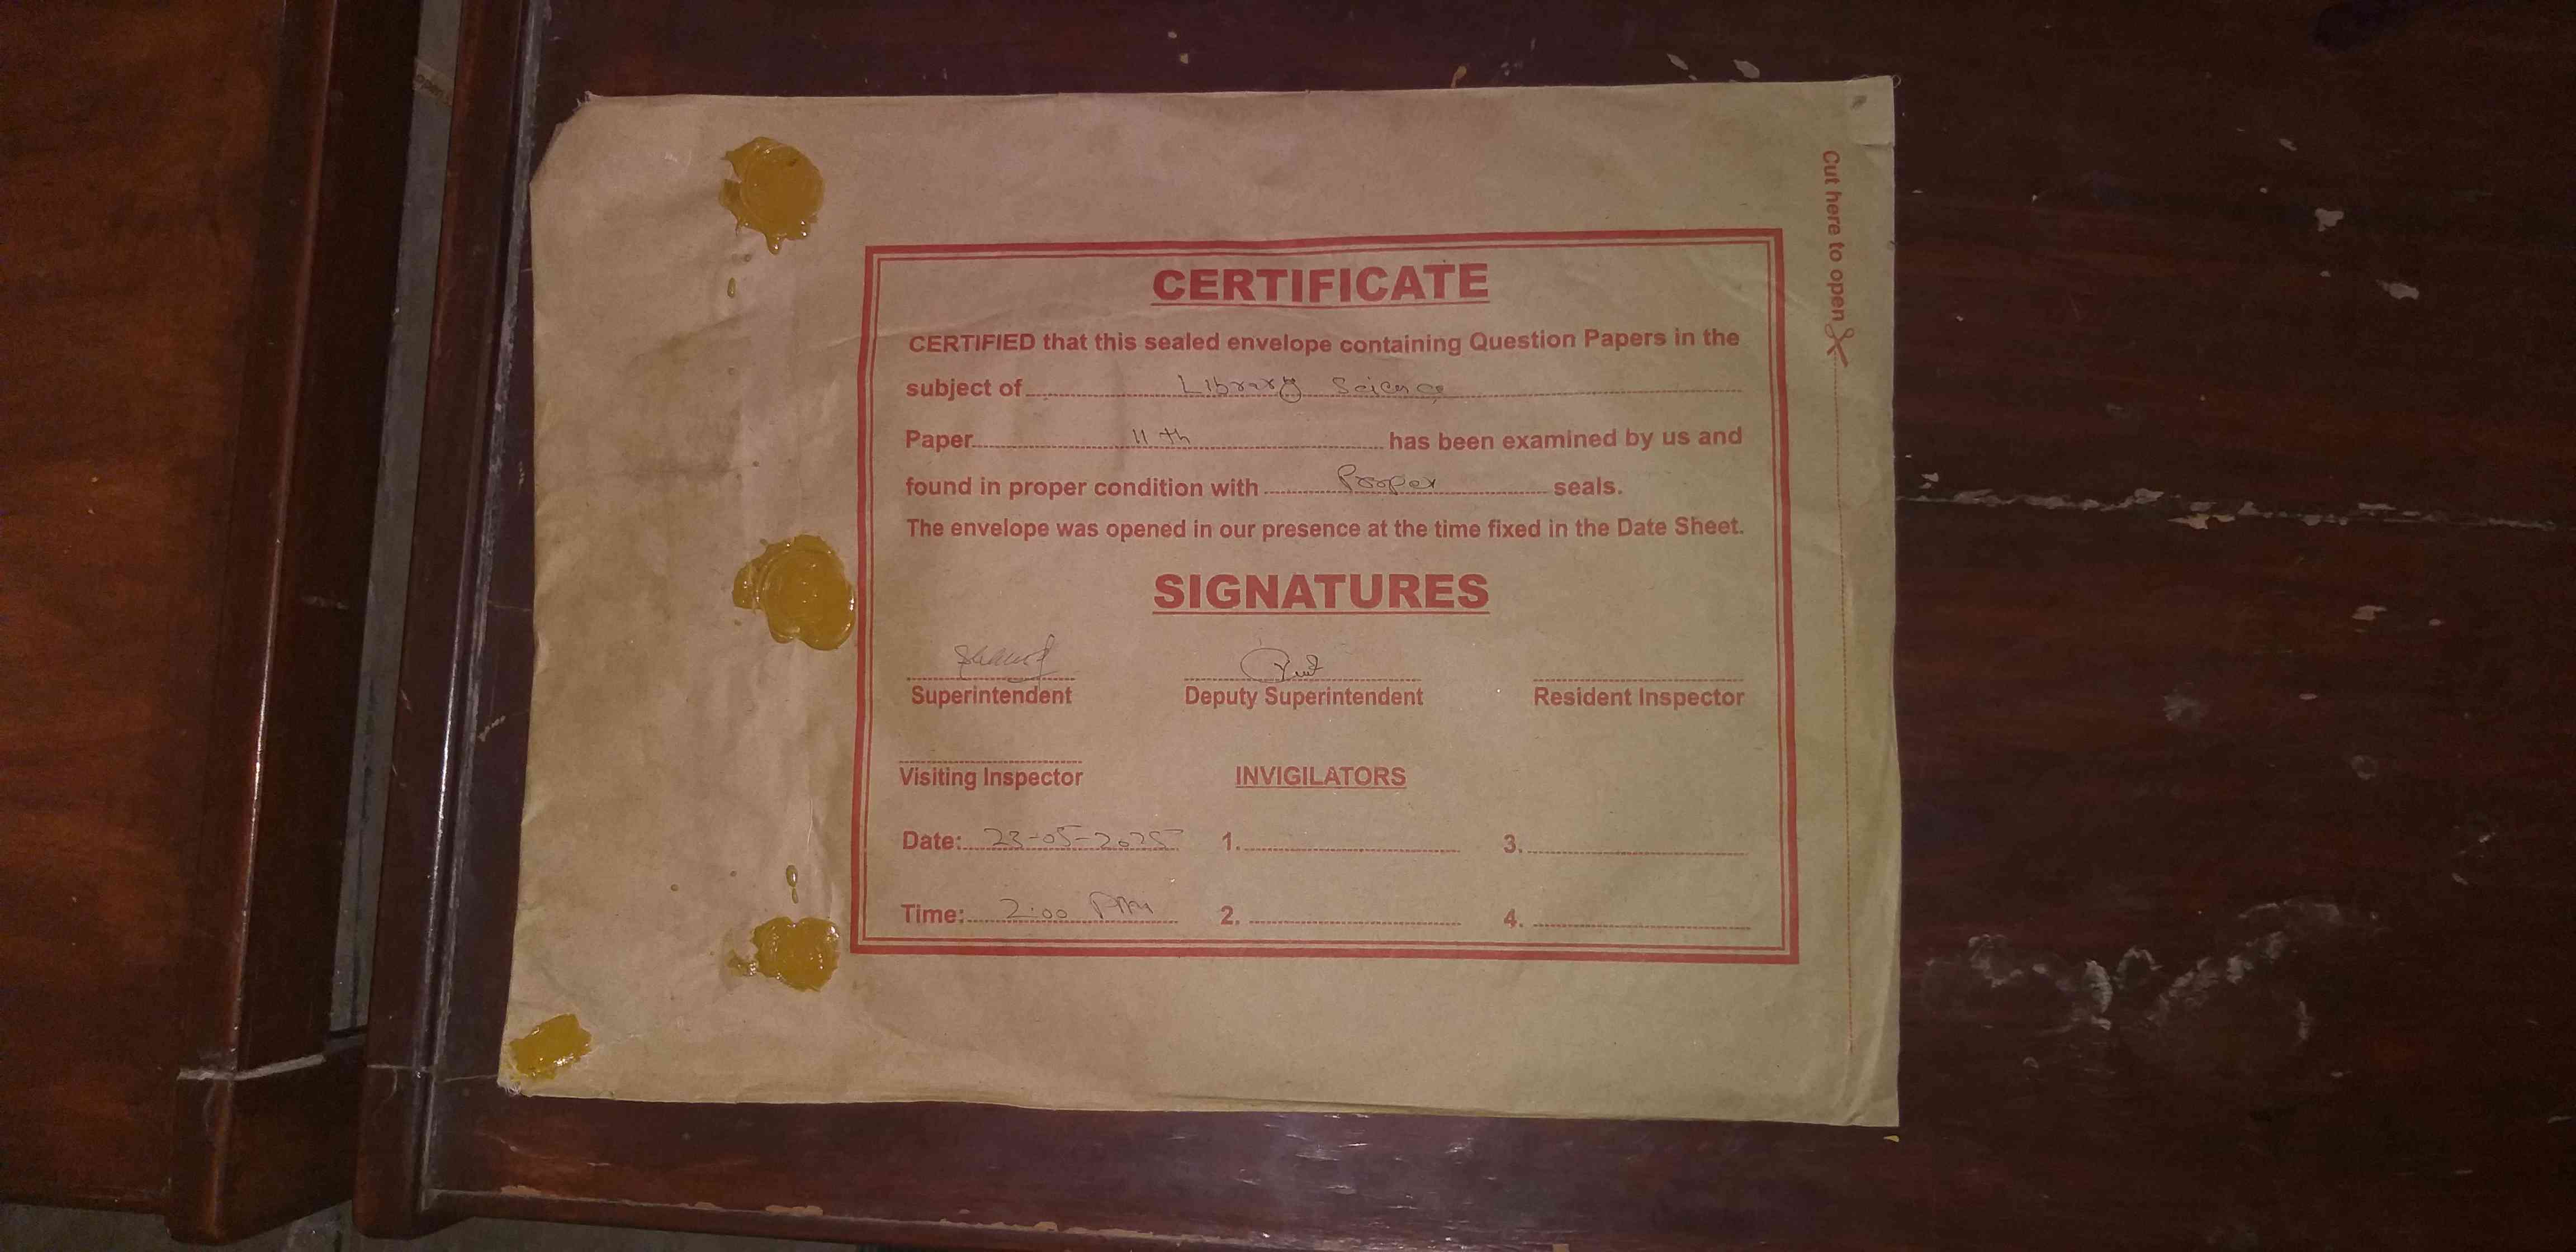 CERTIFICATE
CERTIFIED that this sealed envelope containing Question Papers in the
subject of Library Science
Paper 11 th has been examined by us and
found in proper condition with Proper seals.
The envelope was opened in our presence at the time fixed in the Date Sheet.
SIGNATURES
Superintendent Deputy Superintendent Resident Inspector
Visiting Inspector INVIGILATORS
Date: 23-05-2025 1. 3.
Time: 2:00 PM 2. 4.
Cut here to open